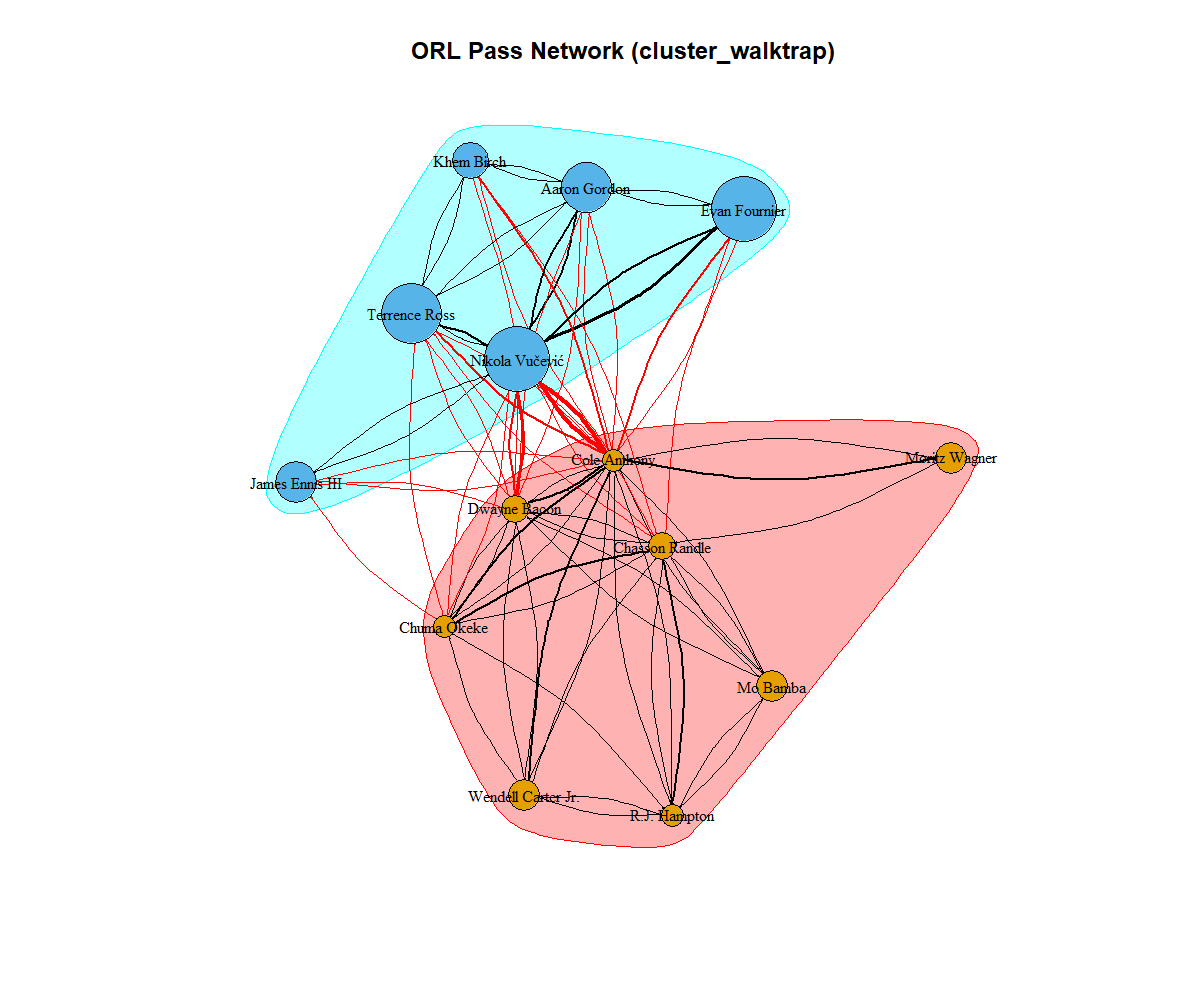 ORL Pass Network (cluster_walktrap)
Khem Birch
Aaron Gordon
Evan Fournier
Terrence Ross
Nikola Vučević
Cole Anthony
Moritz Wagner
James Ennis III
Dwayne Bacon
Chasson Randle
Chuma Okeke
Mo Bamba
Wendell Carter Jr.
R.J. Hampton